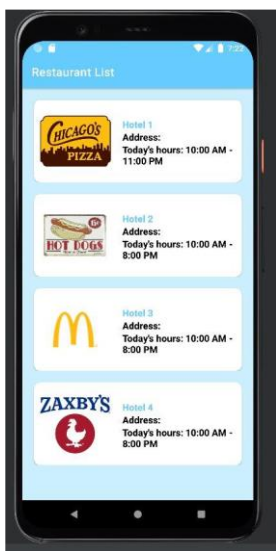 7:22
Restaurant List
CHICAGO'S
PIZZA
Hotel 1
Address:
Today's hours: 10:00 AM -
11:00 PM
HOT DOGS
Hotel 2
Address:
Today's hours: 10:00 AM -
8:00 PM
Hotel 3
Address:
Today's hours: 10:00 AM -
8:00 PM
ZAXBY'S
Hotel 4
Address:
Today's hours: 10:00 AM -
8:00 PM